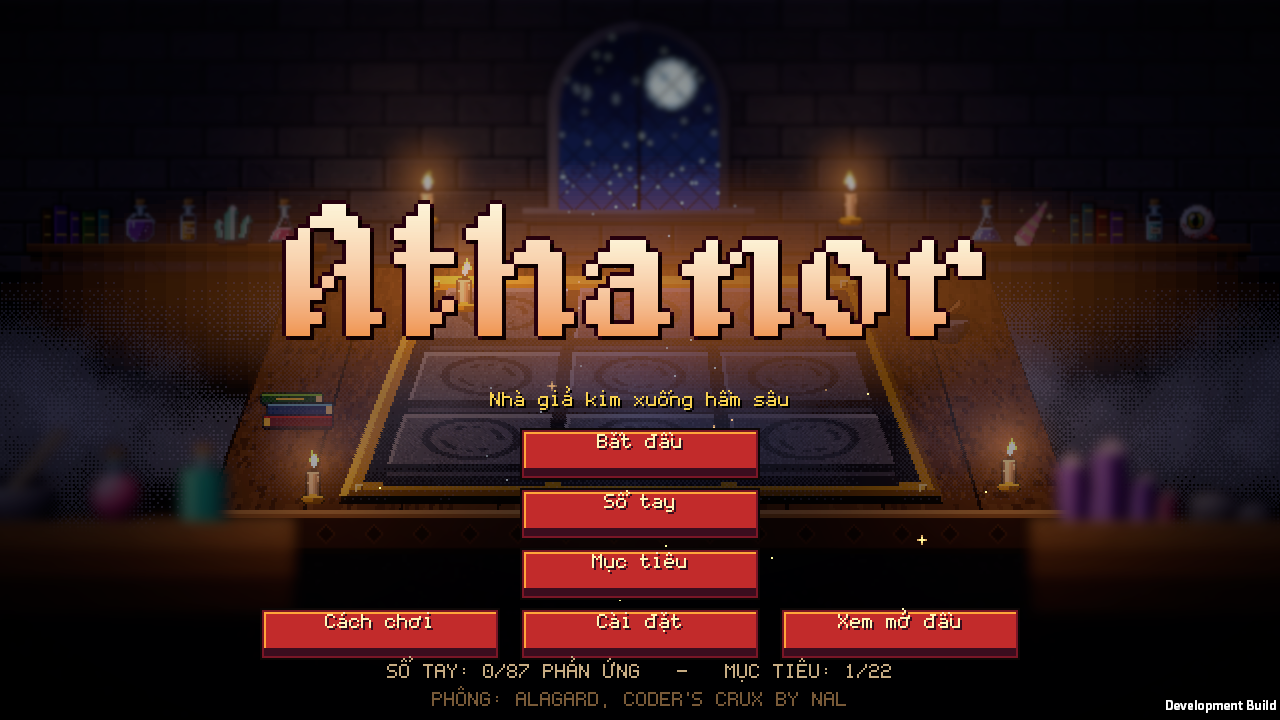 Athanor
Nhà giả kim xuống hầm sâu
Bắt đầu
Sổ tay
Mục tiêu
Cách chơi
Cài đặt
Xem mở đầu
SỔ TAY: 0/87 PHẢN ỨNG — MỤC TIÊU: 1/22
PHÔNG: ALAGARD, CODER'S CRUX BY NAL
Development Build